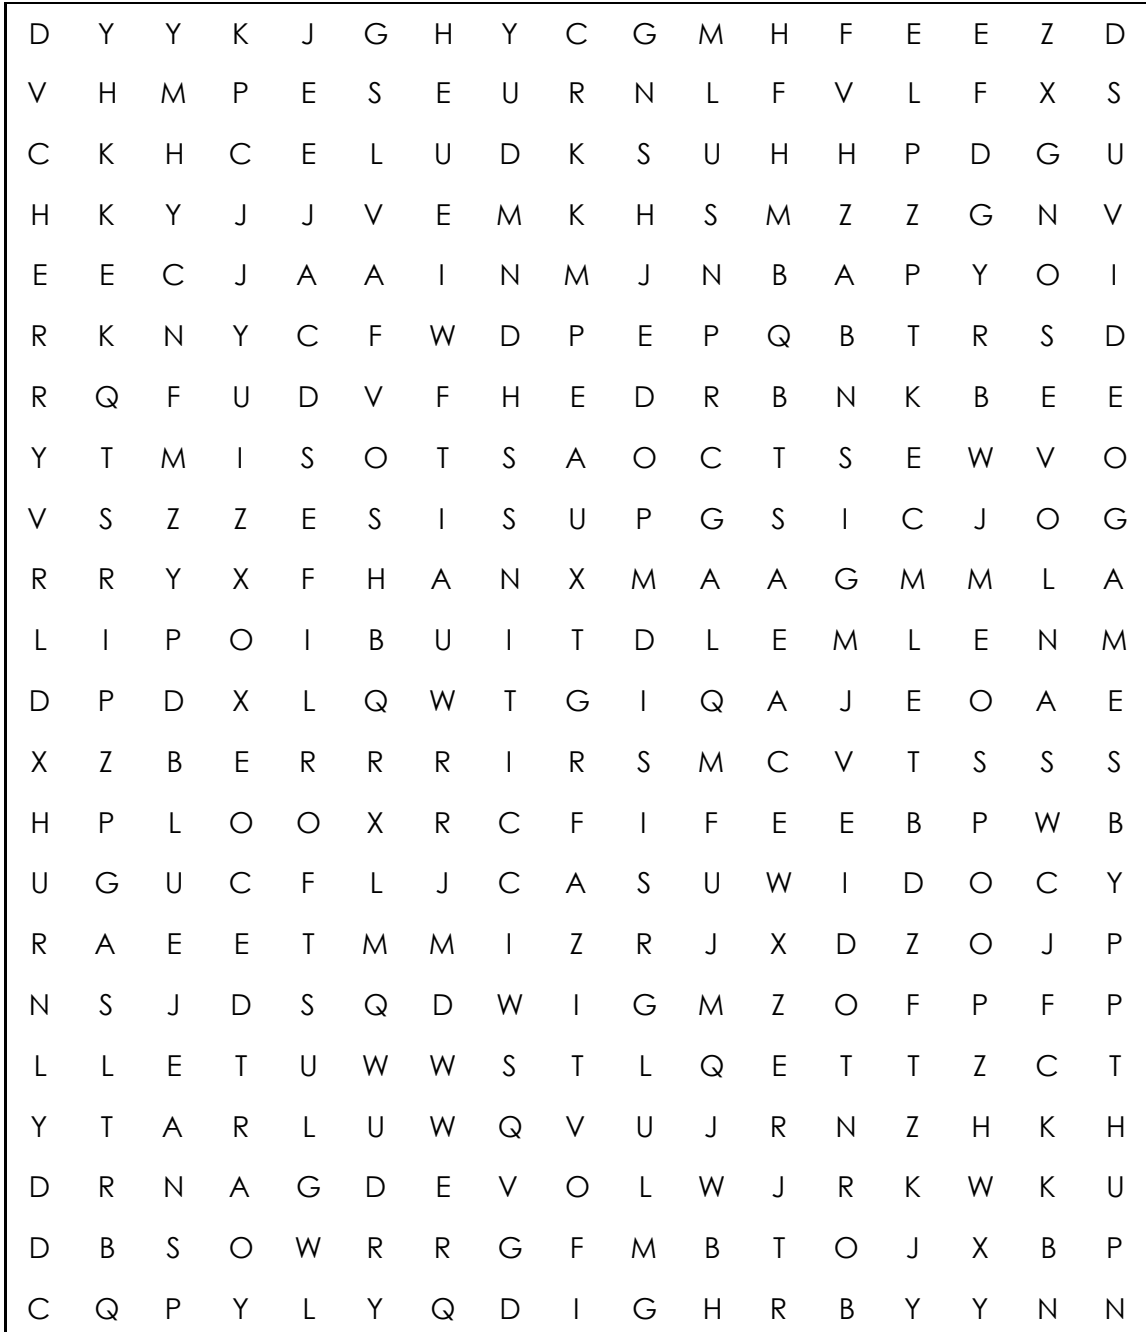 D Y Y K J G H Y C G M H F E E Z D
V H M P E S E U R N L F V L F X S
C K H C E L U D K S U H H P D G U
H K Y J J V E M K H S M Z Z G N V
E E C J A A I N M J N B A P Y O I
R K N Y C F W D P E P Q B T R S D
R Q F U D V F H E D R B N K B E E
Y T M I S O T S A O C T S E W V O
V S Z Z E S I S U P G S I C J O G
R R Y X F H A N X M A A G M M L A
L I P O I B U I T D L E M L E N M
D P D X L Q W T G I Q A J E O A E
X Z B E R R R I R S M C V T S S S
H P L O O X R C F I F E E B P W B
U G U C F L J C A S U W I D O C Y
R A E E T M M I Z R J X D Z O J P
N S J D S Q D W I G M Z O F P F P
L L E T U W W S T L Q E T T Z C T
Y T A R L U W Q V U J R N Z H K H
D R N A G D E V O L W J R K W K U
D B S O W R R G F M B T O J X B P
C Q P Y L Y Q D I G H R B Y Y N N